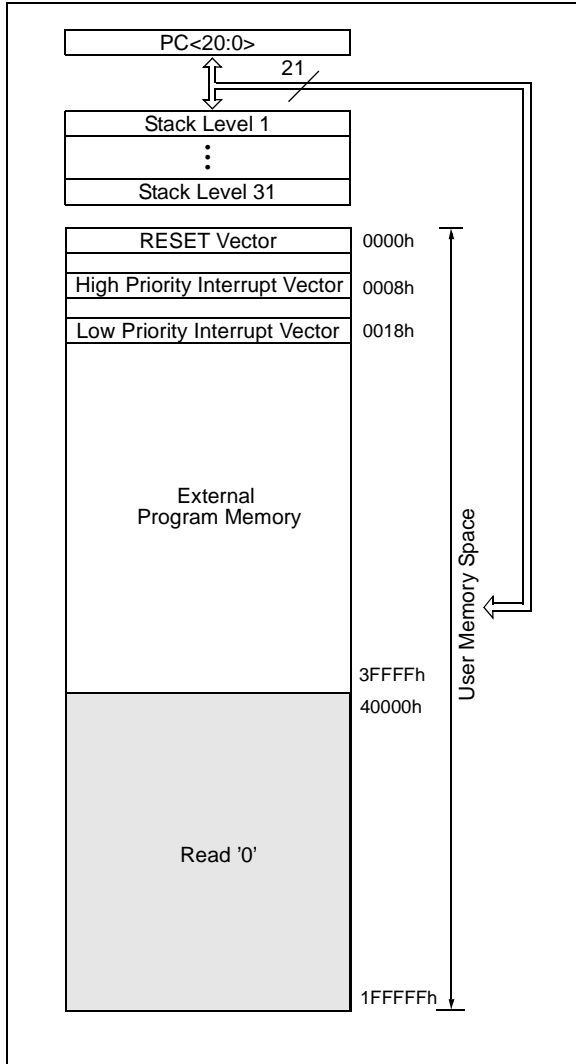 PC<20:0>
21
Stack Level 1
Stack Level 31
RESET Vector
0000h
High Priority Interrupt Vector
0008h
Low Priority Interrupt Vector
0018h
External
Program Memory
User Memory Space
3FFFFh
40000h
Read '0'
1FFFFFh